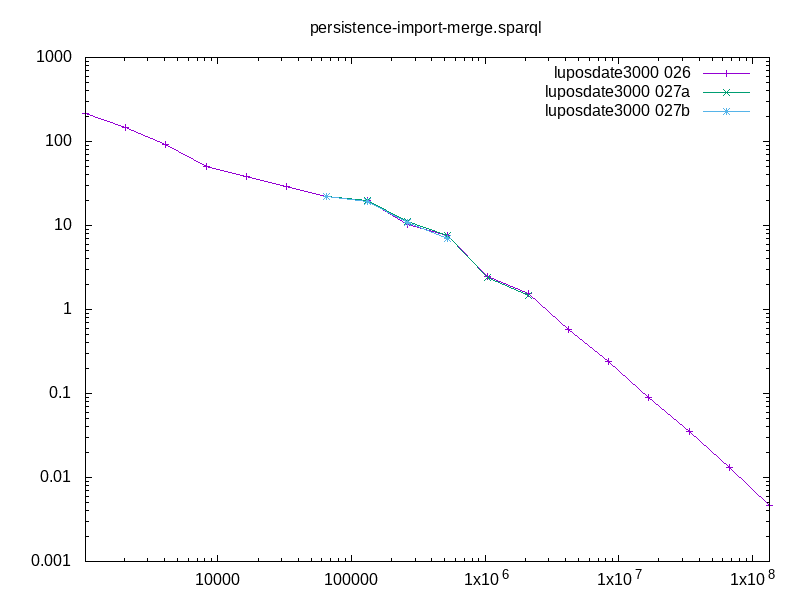 persistence-import-merge.sparql
1000
100
10
1
0.1
0.01
0.001
luposdate3000 026
luposdate3000 027a
luposdate3000 027b
10000 100000 1x10^6 1x10^7 1x10^8